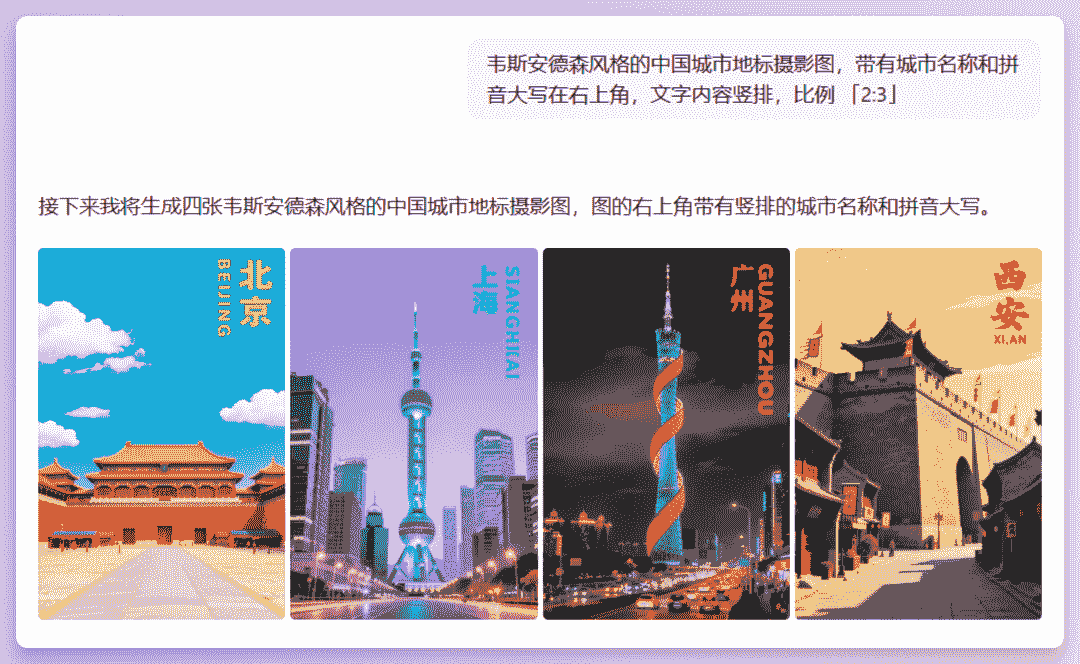 韦斯安德森风格的中国城市地标摄影图，带有城市名称和拼
音大写在右上角，文字内容竖排，比例 「2:3」
接下来我将生成四张韦斯安德森风格的中国城市地标摄影图，图的右上角带有竖排的城市名称和拼音大写。
北京
BEIJING
上海
SIANGHHAI
广州
GUANGZHOU
西安
XI.AN